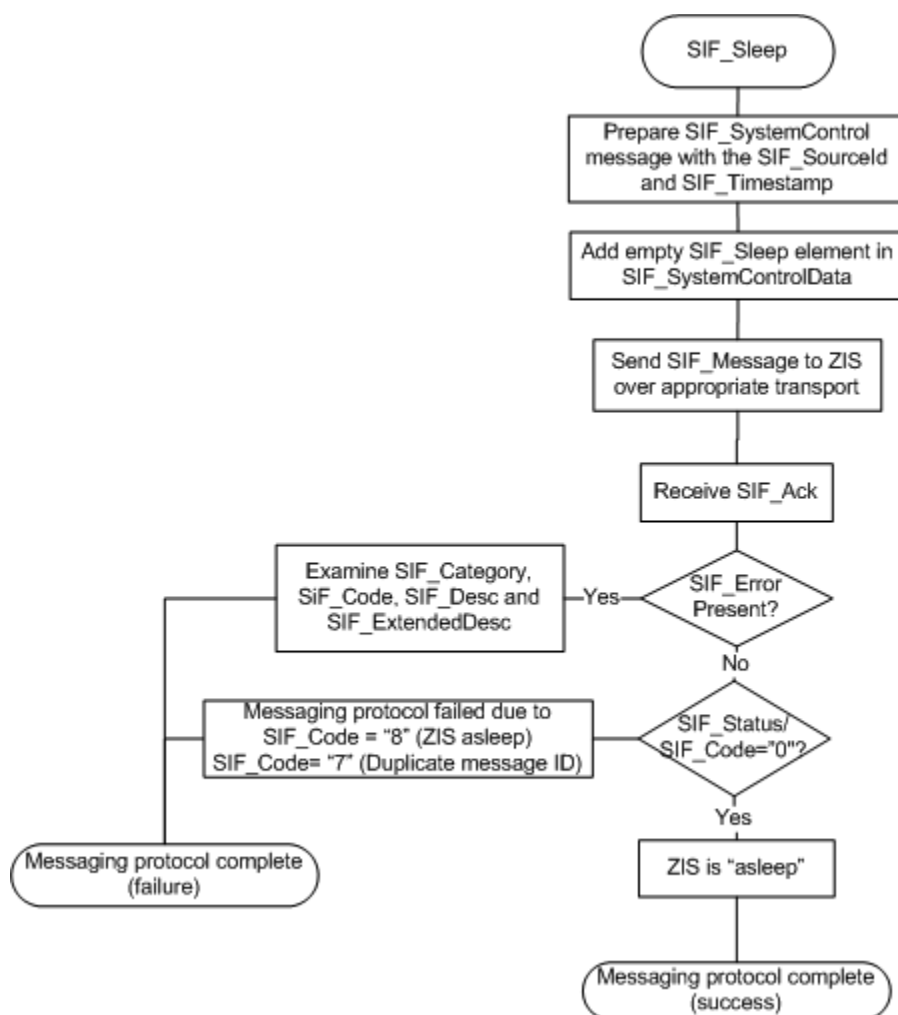 SIF_Sleep
Prepare SIF_SystemControl
message with the SIF_SourceId
and SIF_Timestamp
Add empty SIF_Sleep element in
SIF_SystemControlData
Send SIF_Message to ZIS
over appropriate transport
Receive SIF_Ack
SIF_Error
Present?
Yes
Examine SIF_Category,
SiF_Code, SIF_Desc and
SIF_ExtendedDesc
No
SIF_Status/
SIF_Code="0"?
Messaging protocol failed due to
SIF_Code = “8” (ZIS asleep)
SIF_Code= “7” (Duplicate message ID)
Yes
Messaging protocol complete
(failure)
ZIS is “asleep”
Messaging protocol complete
(success)